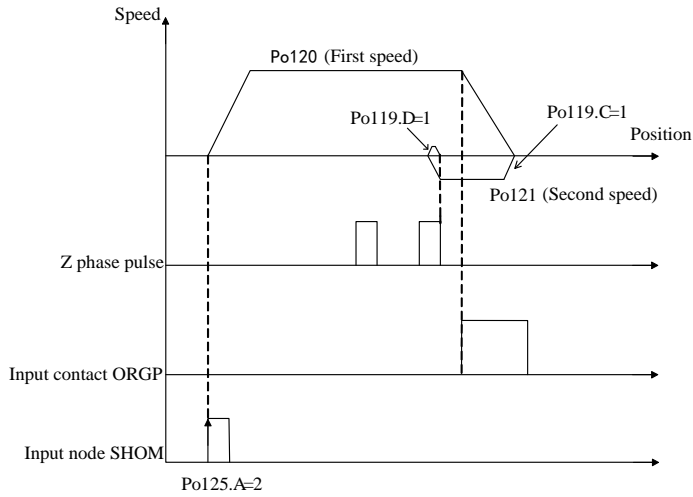 Speed
Po120 (First speed)
Po119.D=1
Po119.C=1
Position
Po121 (Second speed)
Z phase pulse
Input contact ORGP
Input node SHOM
Po125.A=2